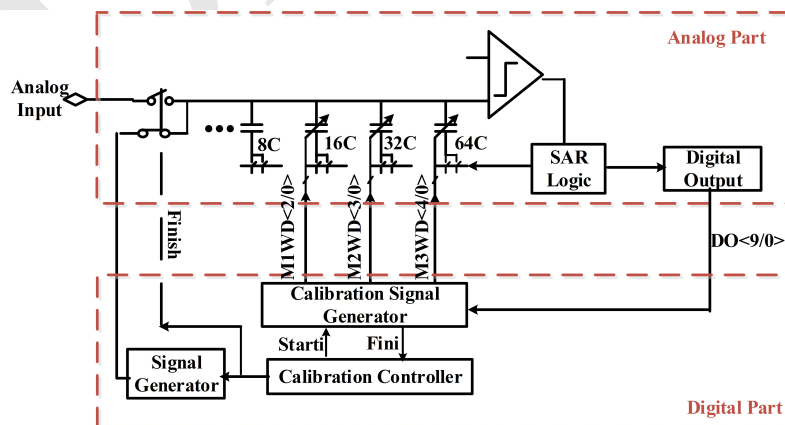 Analog Part
Analog
Input
8C
16C
32C
64C
SAR
Logic
Digital
Output
Finish
M1WD<2/0>
M2WD<3/0>
M3WD<4/0>
DO<9/0>
Calibration Signal
Generator
Starti
Fini
Signal
Generator
Calibration Controller
Digital Part